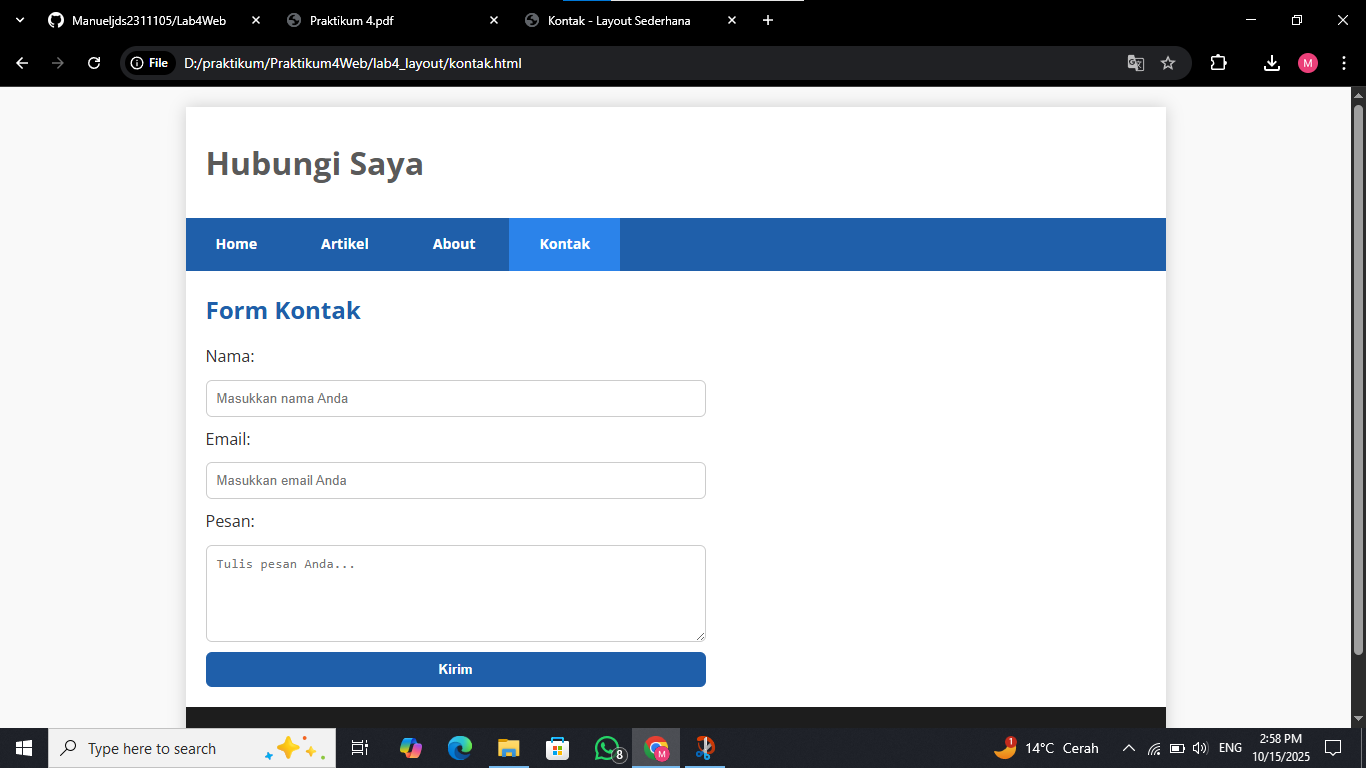 Manueljds2311105/Lab4Web
Praktikum 4.pdf
Kontak - Layout Sederhana
File
D:/praktikum/Praktikum4Web/lab4_layout/kontak.html
M
Hubungi Saya
Home
Artikel
About
Kontak
Form Kontak
Nama:
Masukkan nama Anda
Email:
Masukkan email Anda
Pesan:
Tulis pesan Anda...
Kirim
Type here to search
8
M
1
14°C Cerah
ENG
2:58 PM
10/15/2025